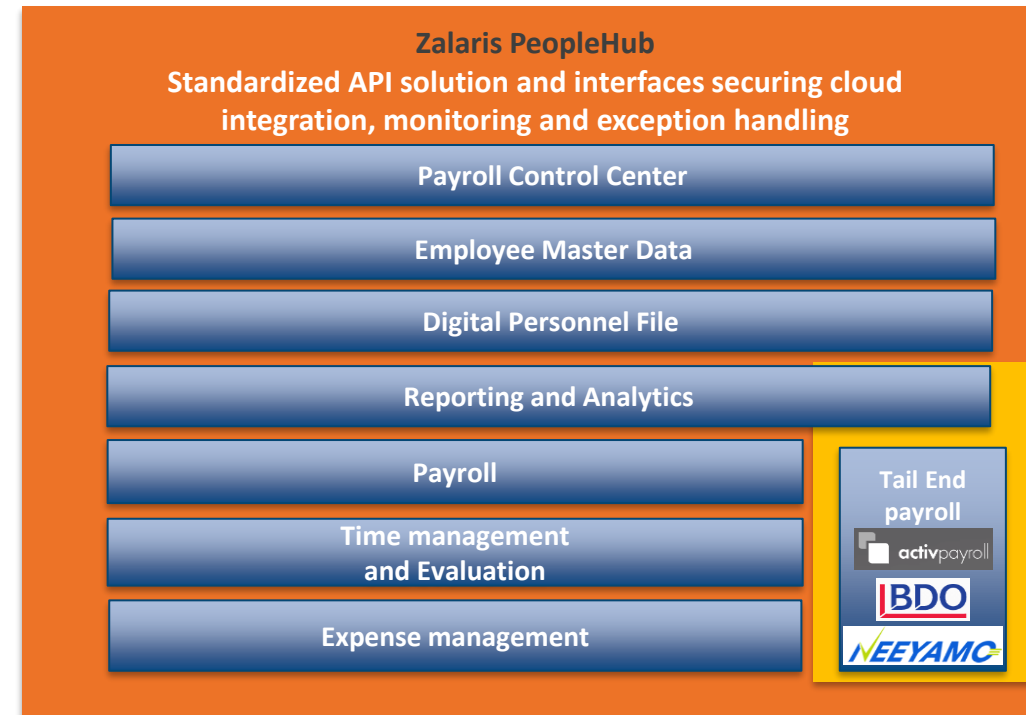 Zalaris PeopleHub
Standardized API solution and interfaces securing cloud
integration, monitoring and exception handling
Payroll Control Center
Employee Master Data
Digital Personnel File
Reporting and Analytics
Payroll
Time management
and Evaluation
Expense management
Tail End
payroll
activpayroll
BDO
NEEYAMO